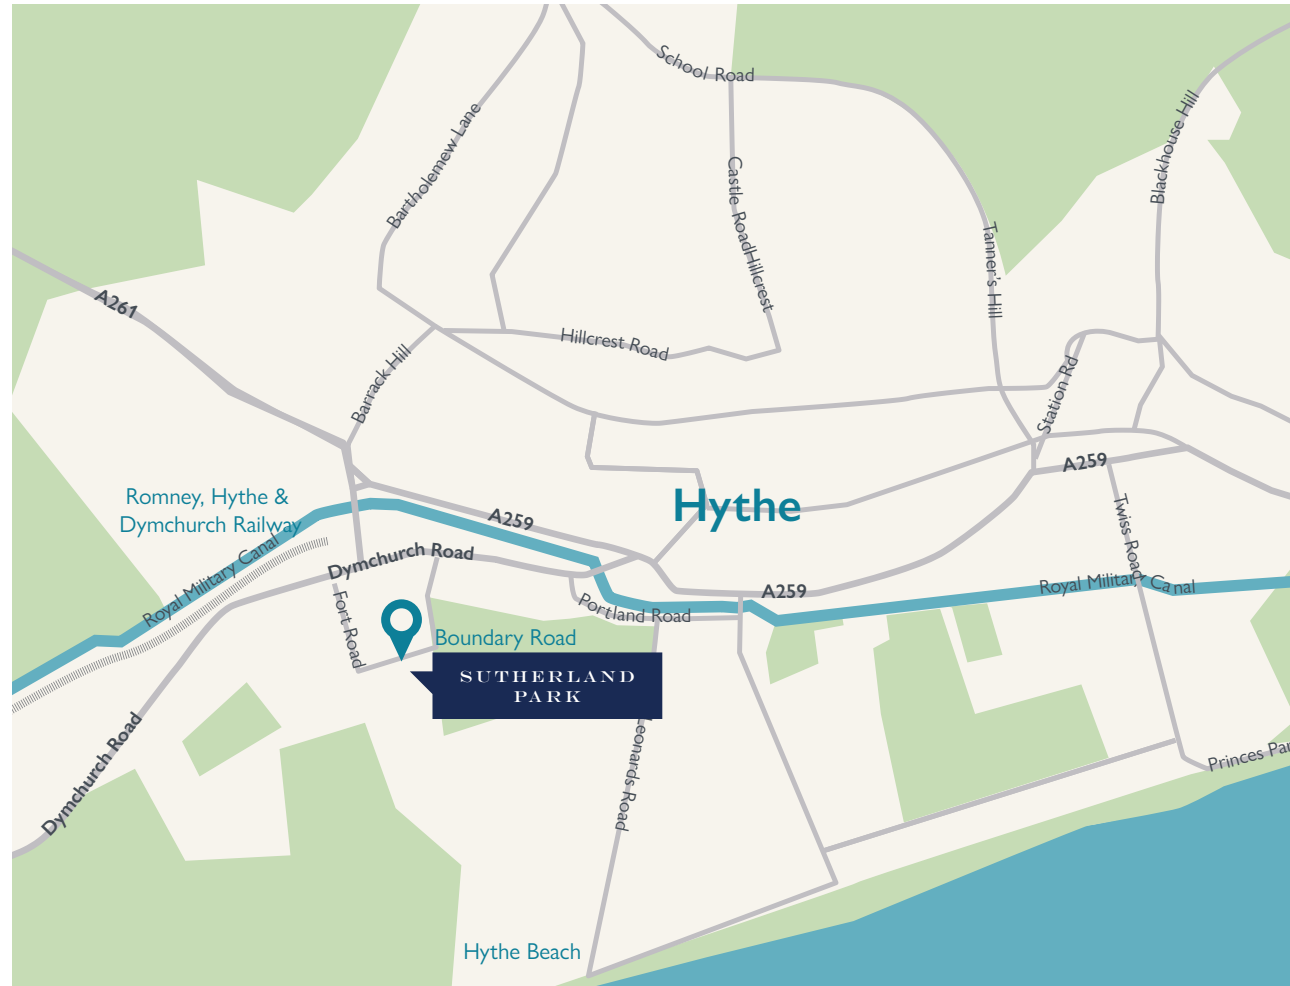 School Road
Blackhouse Hill
Bartholemew Lane
Castle Road
Hillcrest
Tanner's Hill
A261
Hillcrest Road
Barrack Hill
Station Rd
A259
Romney, Hythe &
Dymchurch Railway
Hythe
A259
Twiss Road
Dymchurch Road
Royal Military Canal
Royal Military Canal
A259
Fort Road
Portland Road
Boundary Road
SUTHERLAND
PARK
Leonards Road
Dymchurch Road
Princes Par
Hythe Beach